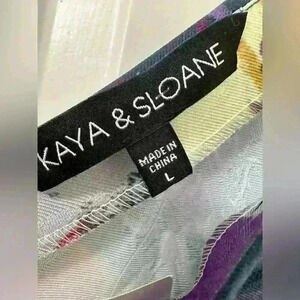 KAYA & SLOANE
MADE IN
CHINA
L